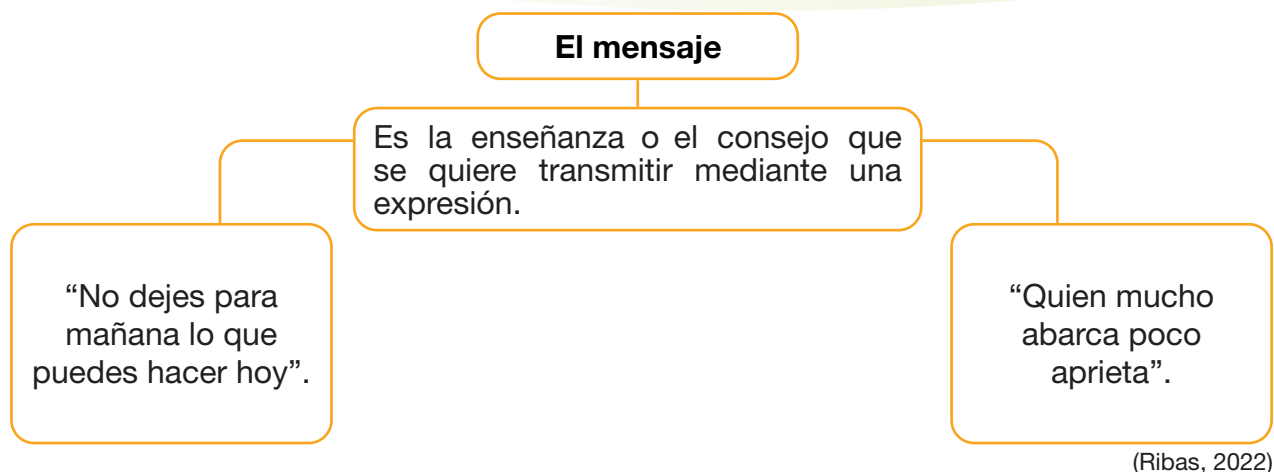 El mensaje
Es la enseñanza o el consejo que
se quiere transmitir mediante una
expresión.
“No dejes para
mañana lo que
puedes hacer hoy”.
“Quien mucho
abarca poco
aprieta”.
(Ribas, 2022)